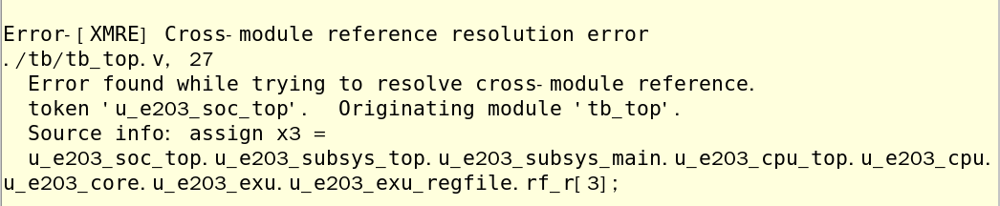 Error-[XMRE] Cross-module reference resolution error
./tb/tb_top.v, 27
Error found while trying to resolve cross-module reference.
token 'u_e203_soc_top'. Originating module 'tb_top'.
Source info: assign x3 =
u_e203_soc_top.u_e203_subsys_top.u_e203_subsys_main.u_e203_cpu_top.u_e203_cpu.
u_e203_core.u_e203_exu.u_e203_exu_regfile.rf_r[3];